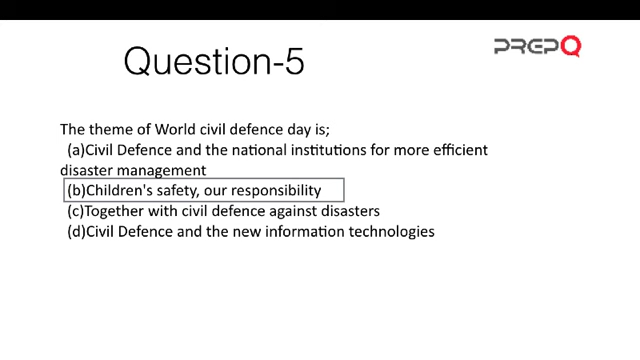 PREPQ
Question-5
The theme of World civil defence day is;
(a)Civil Defence and the national institutions for more efficient
disaster management
(b)Children's safety, our responsibility
(c)Together with civil defence against disasters
(d)Civil Defence and the new information technologies